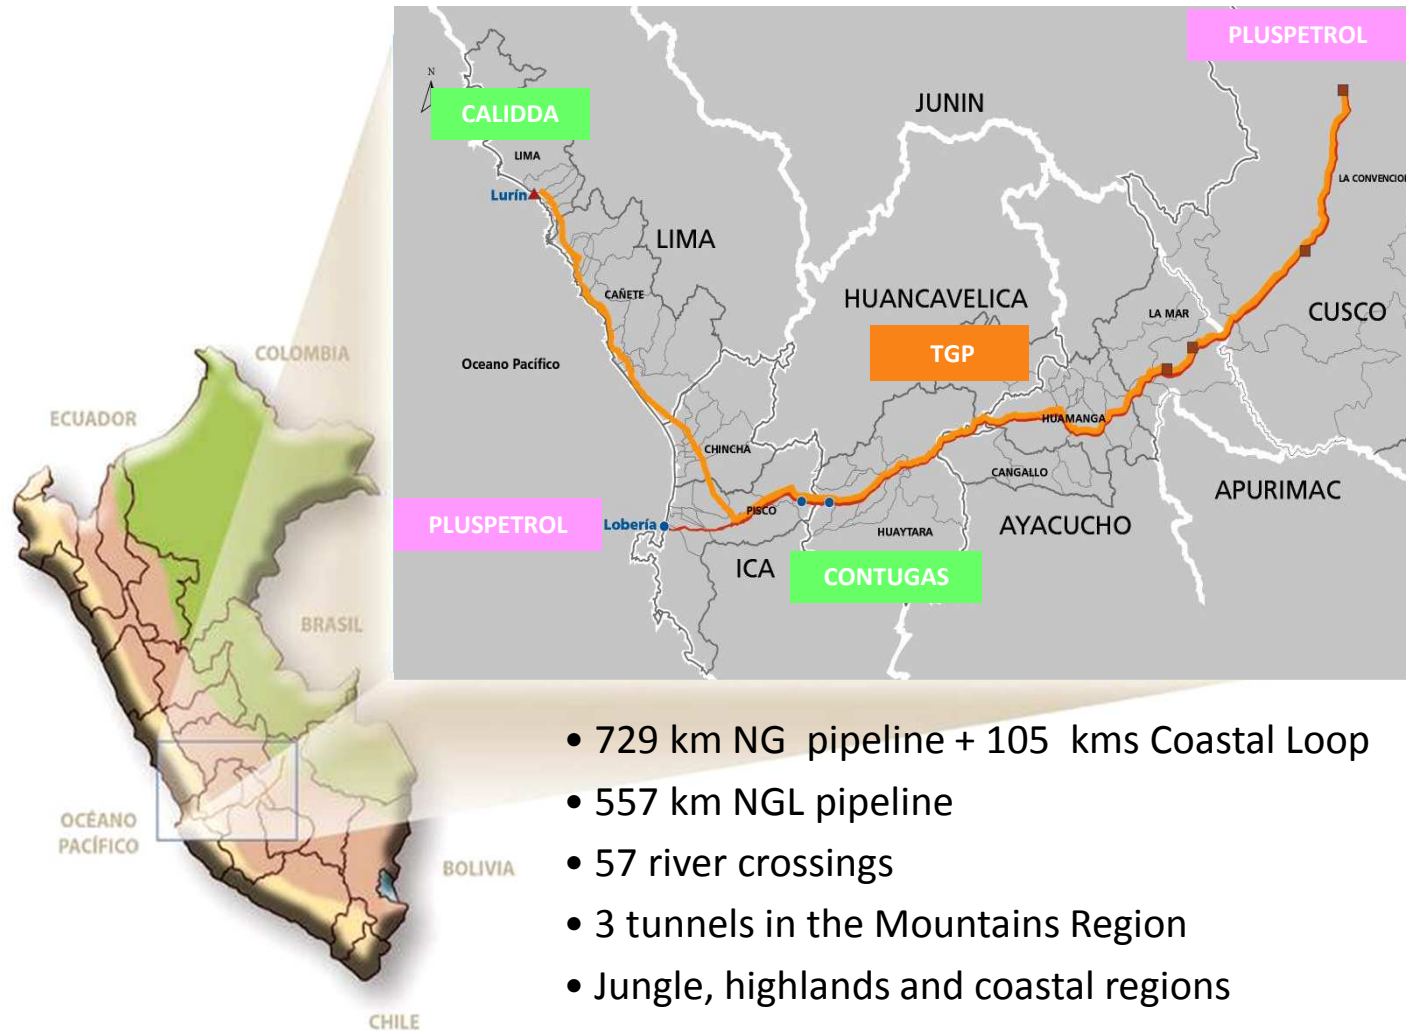 PLUSPETROL
N
CALIDDA
JUNIN
LIMA
LA CONVENCION
Lurín
LIMA
CAÑETE
HUANCAVELICA
LA MAR
CUSCO
TGP
Oceano Pacífico
COLOMBIA
ECUADOR
HUAMANGA
CHINCHA
CANGALLO
APURIMAC
PISCO
PLUSPETROL
Lobería
AYACUCHO
HUAYTARA
ICA
CONTUGAS
BRASIL
• 729 km NG pipeline + 105 kms Coastal Loop
• 557 km NGL pipeline
OCÉANO
PACÍFICO
• 57 river crossings
BOLIVIA
• 3 tunnels in the Mountains Region
• Jungle, highlands and coastal regions
CHILE